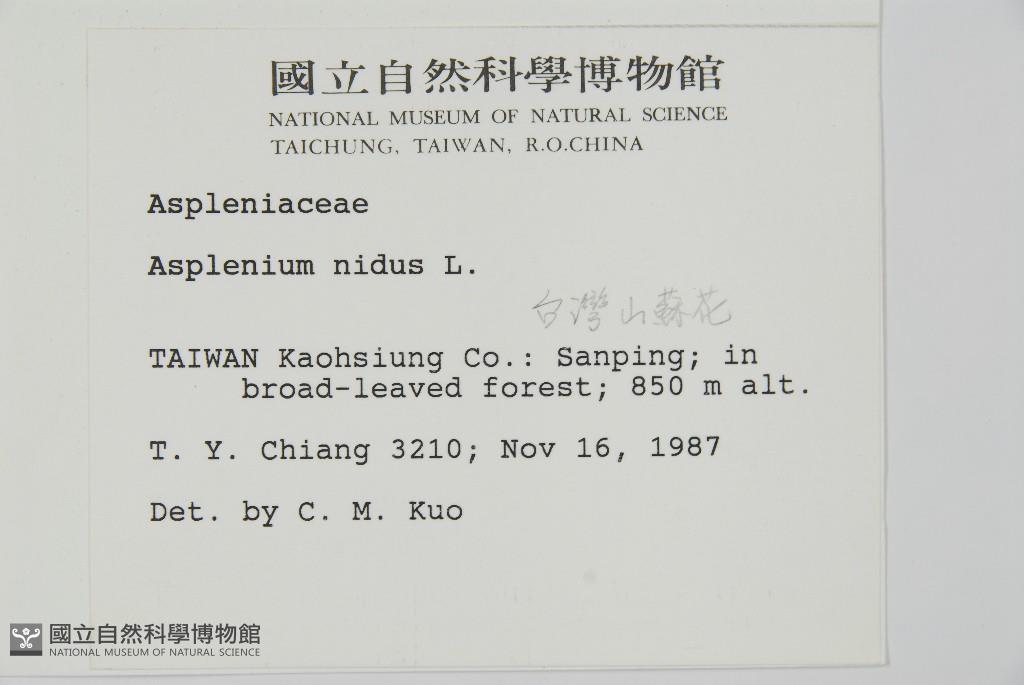 國立自然科學博物館
NATIONAL MUSEUM OF NATURAL SCIENCE
TAICHUNG, TAIWAN, R.O.CHINA
Aspleniaceae
Asplenium nidus L.
台灣山蘇花
TAIWAN Kaohsiung Co.: Sanping; in
broad-leaved forest; 850 m alt.
T. Y. Chiang 3210; Nov 16, 1987
Det. by C. M. Kuo
國立自然科學博物館
NATIONAL MUSEUM OF NATURAL SCIENCE